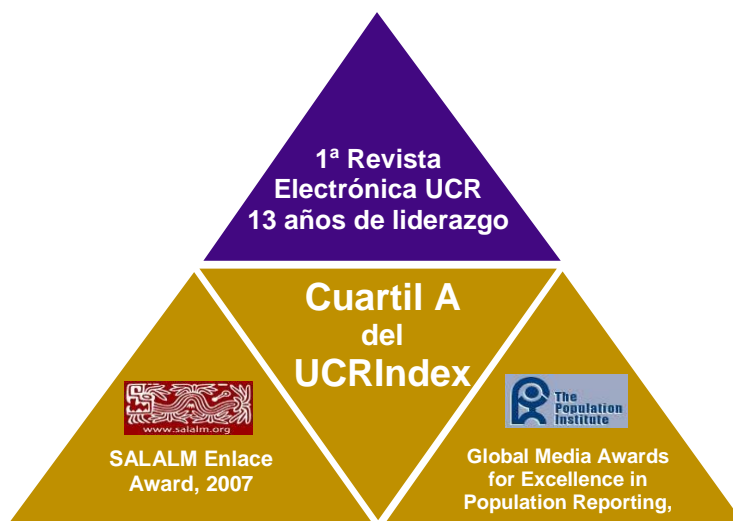 1ª Revista
Electrónica UCR
13 años de liderazgo
Cuartil A
del
UCRIndex
www.salalm.org
SALALM Enlace
Award, 2007
The
Population
Institute
Global Media Awards
for Excellence in
Population Reporting,